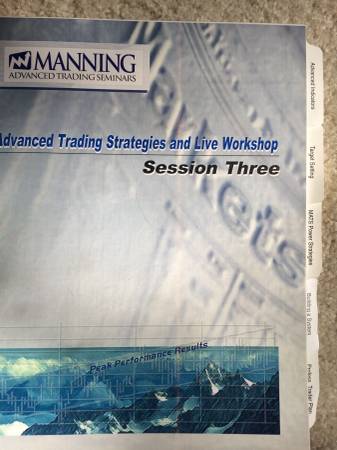 MANNING
ADVANCED TRADING SEMINARS
Advanced Trading Strategies and Live Workshop
Session Three
Peak Performance Results
Advanced Indicators
Target Setting
MATS Power Strategies
Building a System
Trader Plan